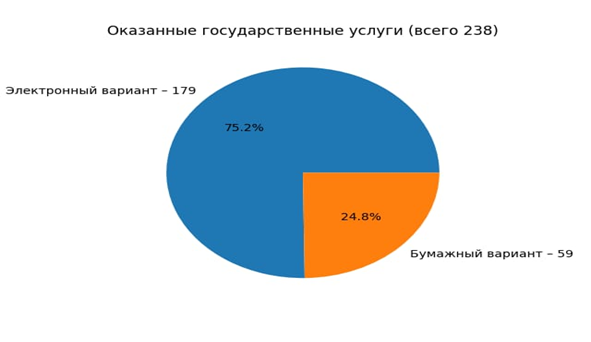 Оказанные государственные услуги (всего 238)
Электронный вариант – 179
75.2%
24.8%
Бумажный вариант – 59